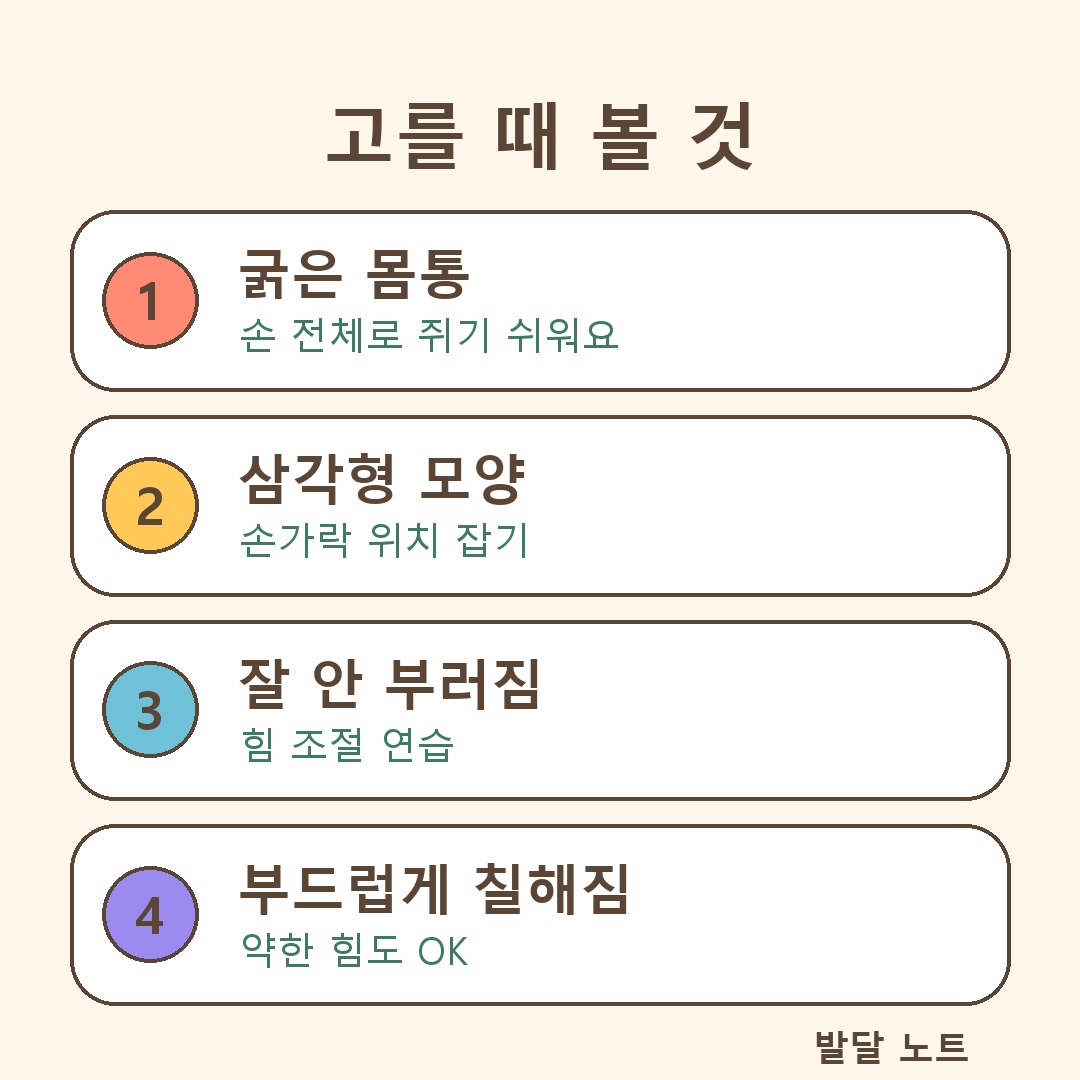 고를 때 볼 것
1
굵은 몸통
손 전체로 쥐기 쉬워요
2
삼각형 모양
손가락 위치 잡기
3
잘 안 부러짐
힘 조절 연습
4
부드럽게 칠해짐
약한 힘도 OK
발달 노트